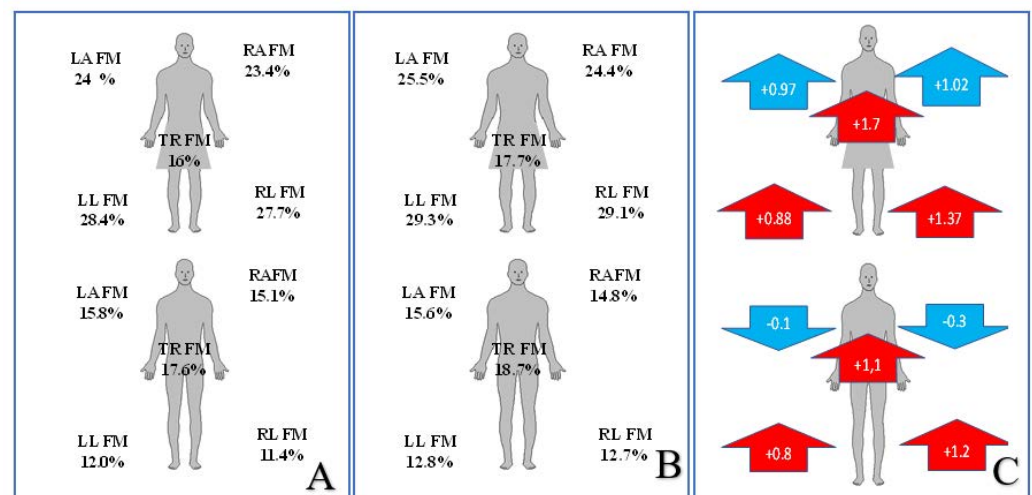 LA FM
24 %
RA FM
23.4%
TR FM
16%
LL FM
28.4%
RL FM
27.7%
LA FM
15.8%
RAFM
15.1%
TR FM
17.6%
LL FM
12.0%
RL FM
11.4%
A
LA FM
25.5%
RA FM
24.4%
TR FM
17.7%
LL FM
29.3%
RL FM
29.1%
LA FM
15.6%
RAFM
14.8%
TR FM
18.7%
LL FM
12.8%
RL FM
12.7%
B
+0.97
+1.02
+1.7
+0.88
+1.37
-0.1
-0.3
+1,1
+0.8
+1.2
C